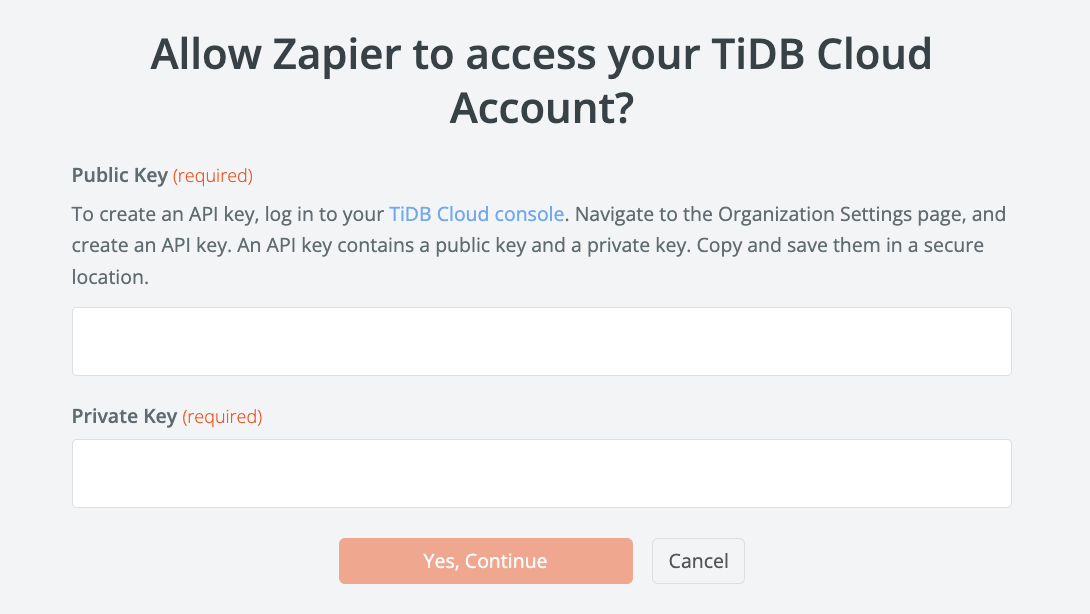 Allow Zapier to access your TiDB Cloud
Account?
Public Key (required)
To create an API key, log in to your TiDB Cloud console. Navigate to the Organization Settings page, and
create an API key. An API key contains a public key and a private key. Copy and save them in a secure
location.
Private Key (required)
Yes, Continue
Cancel